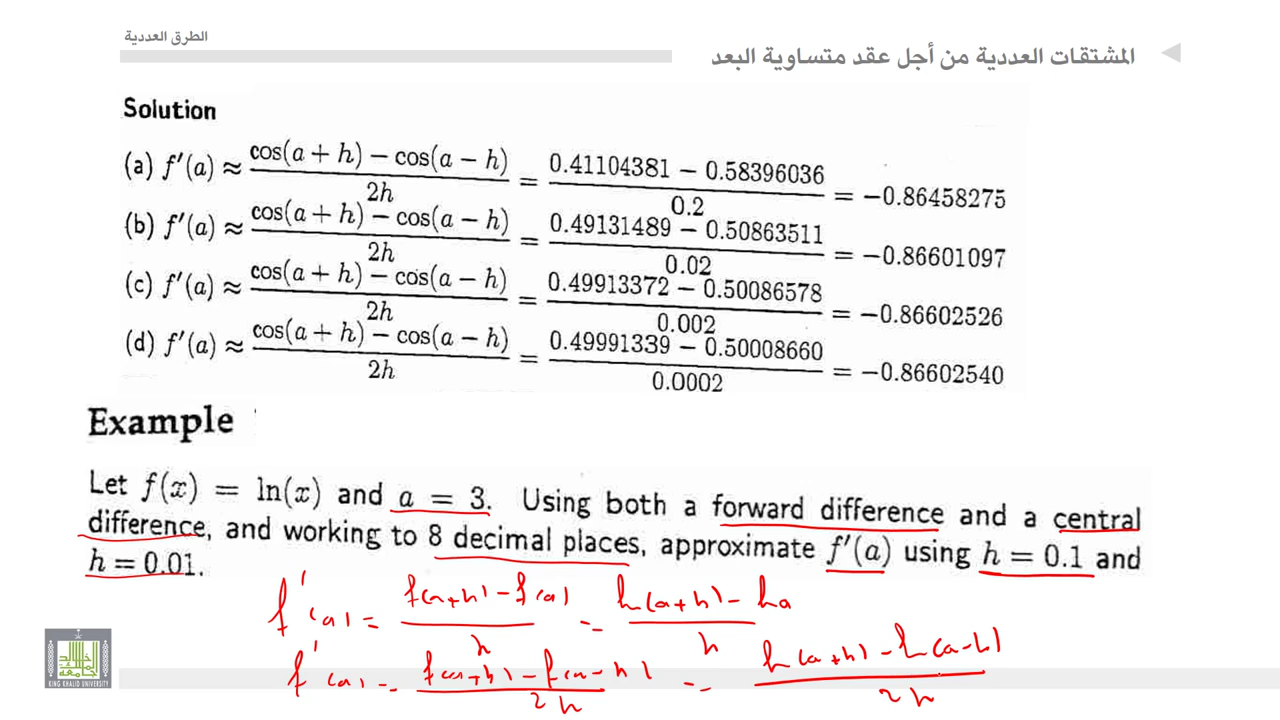 الطرق العددية
المشتقات العددية من أجل عقد متساوية البعد
Solution
(a) f′(a) ≈ (cos(a + h) − cos(a − h))/2h = (0.41104381 − 0.58396036)/0.2 = −0.86458275
(b) f′(a) ≈ (cos(a + h) − cos(a − h))/2h = (0.49131489 − 0.50863511)/0.02 = −0.86601097
(c) f′(a) ≈ (cos(a + h) − cos(a − h))/2h = (0.49913372 − 0.50086578)/0.002 = −0.86602526
(d) f′(a) ≈ (cos(a + h) − cos(a − h))/2h = (0.49991339 − 0.50008660)/0.0002 = −0.86602540
Example
Let f(x) = ln(x) and a = 3. Using both a forward difference and a central
difference, and working to 8 decimal places, approximate f′(a) using h = 0.1 and
h = 0.01.
f′(a) = (f(a+h) − f(a))/h = (ln(a+h) − ln a)/h
f′(a) = (f(a+h) − f(a−h))/2h = (ln(a+h) − ln(a−h))/2h
KING KHALID UNIVERSITY